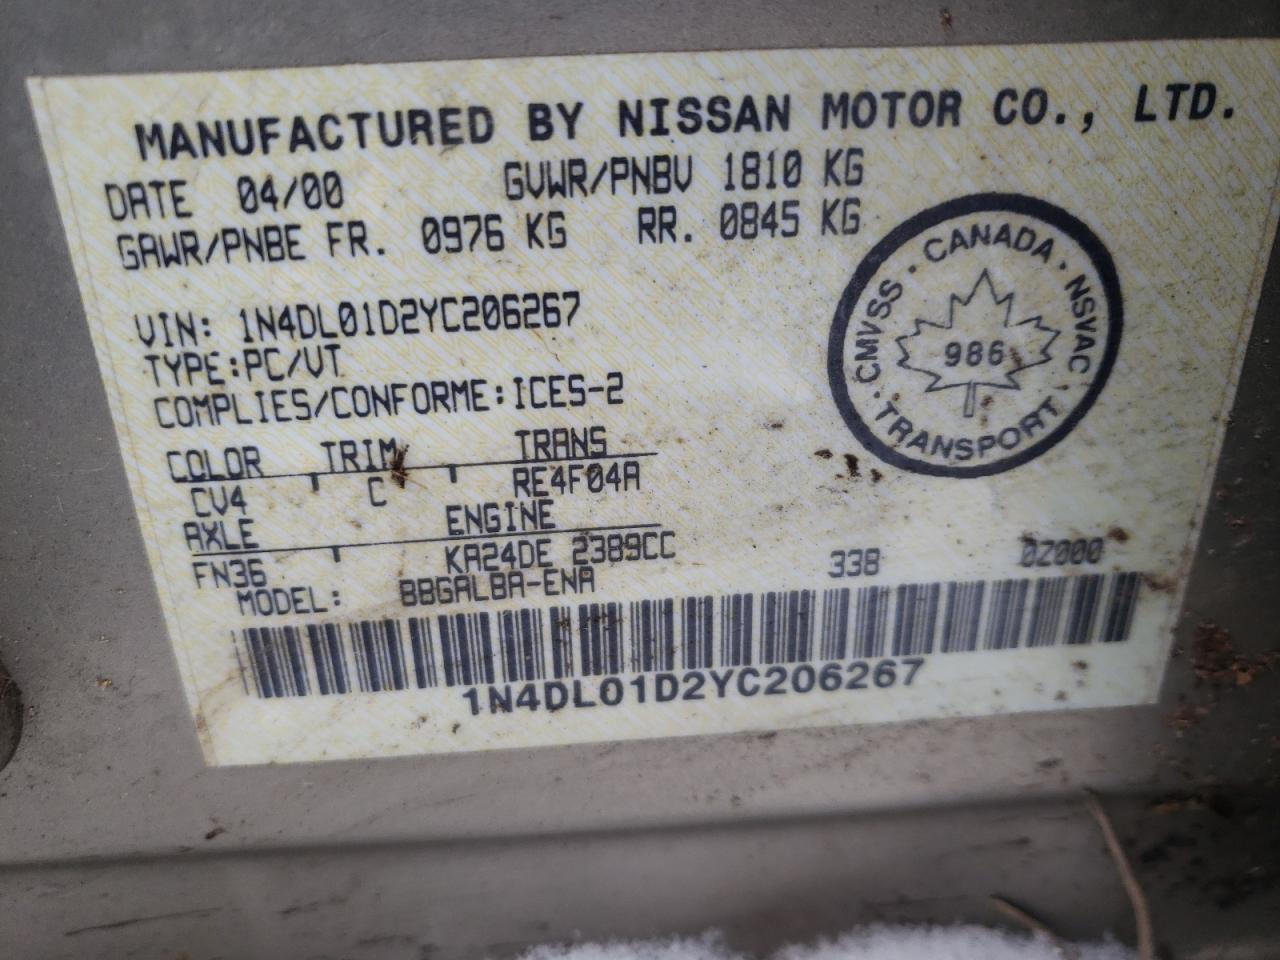 MANUFACTURED BY NISSAN MOTOR CO., LTD.
DATE 04/00 GVWR/PNBV 1810 KG
GAWR/PNBE FR. 0976 KG RR. 0845 KG
VIN: 1N4DL01D2YC206267
TYPE:PC/VT
COMPLIES/CONFORME:ICES-2
CMVSS · CANADA · NSVAC · TRANSPORT ·
986
COLOR TRIM TRANS
CV4 C RE4F04A
AXLE ENGINE
FN36 KA24DE 2389CC
MODEL: BBGALBA-ENA 338 0Z000
1N4DL01D2YC206267